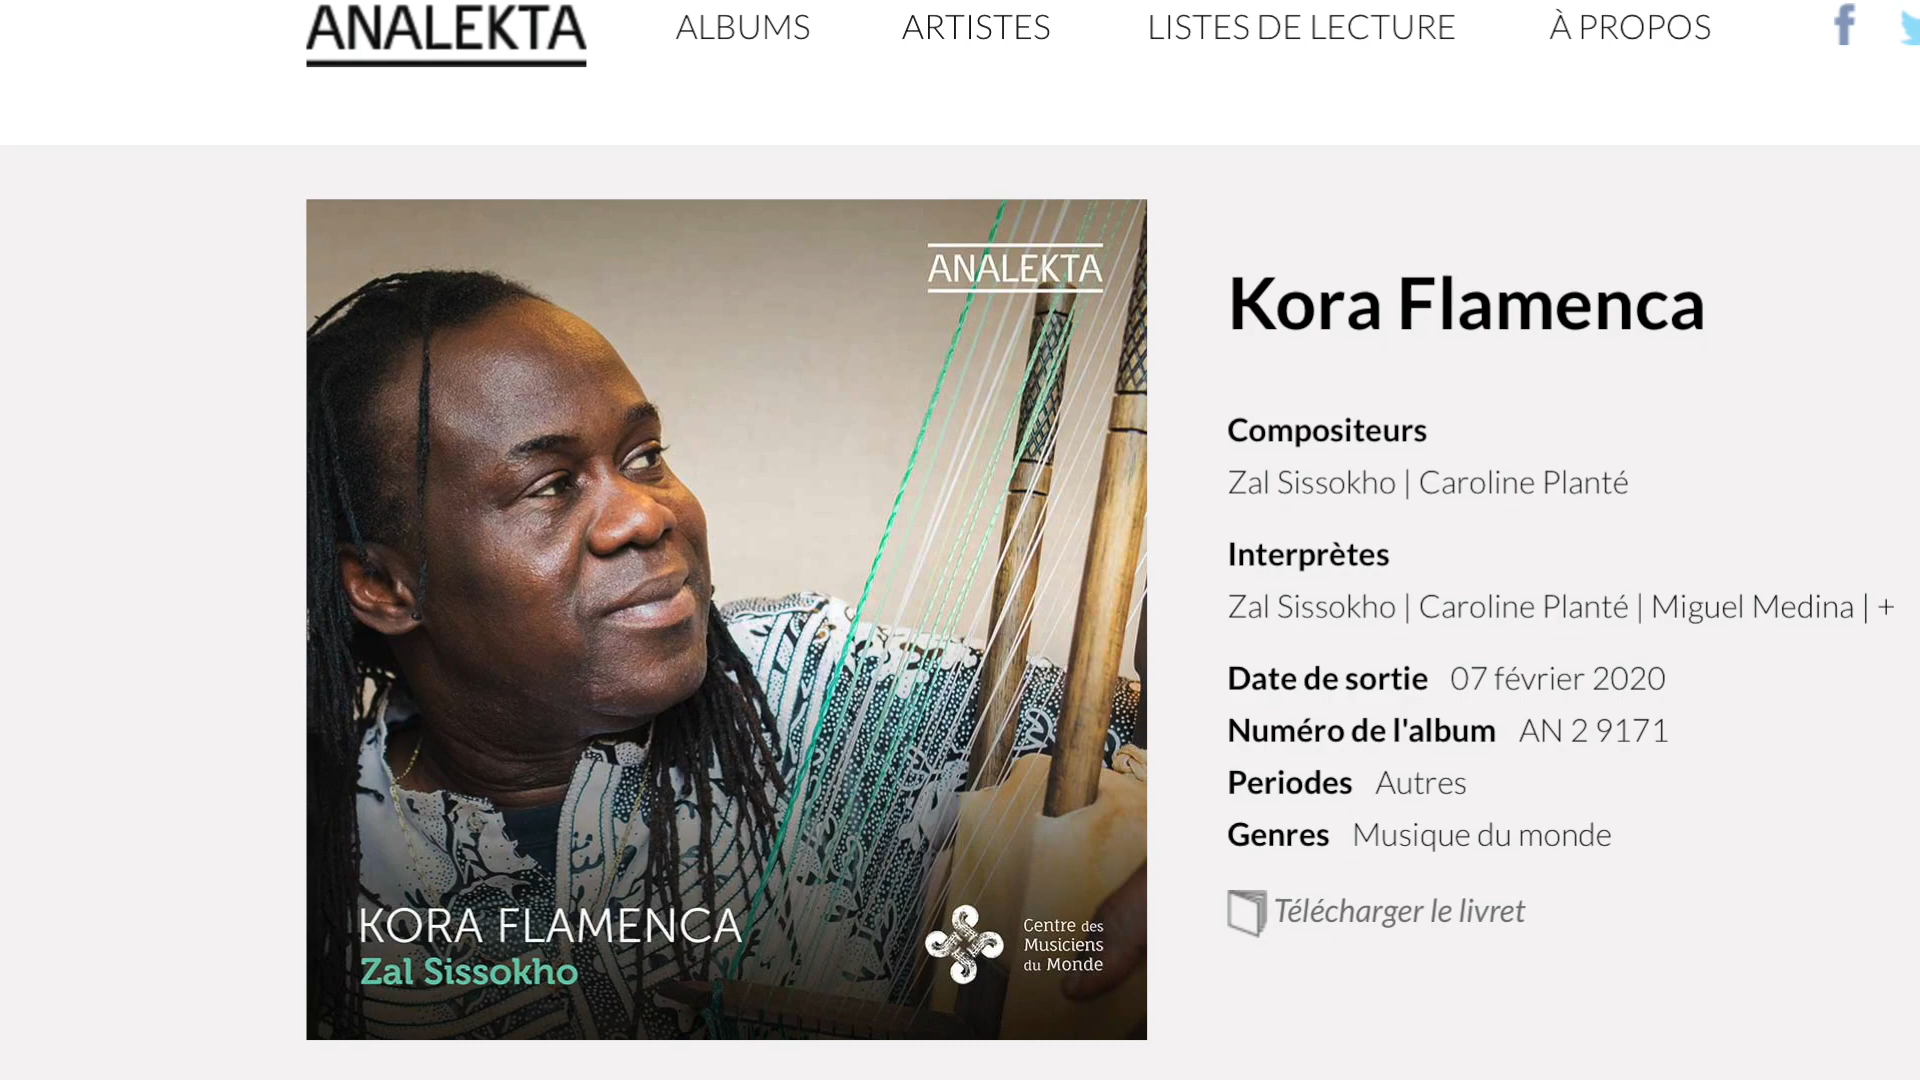 ANALEKTA
ALBUMS
ARTISTES
LISTES DE LECTURE
À PROPOS
ANALEKTA
KORA FLAMENCA
Zal Sissokho
Centre des
Musiciens
du Monde
Kora Flamenca
Compositeurs
Zal Sissokho | Caroline Planté
Interprètes
Zal Sissokho | Caroline Planté | Miguel Medina | +
Date de sortie 07 février 2020
Numéro de l'album AN 2 9171
Periodes Autres
Genres Musique du monde
Télécharger le livret